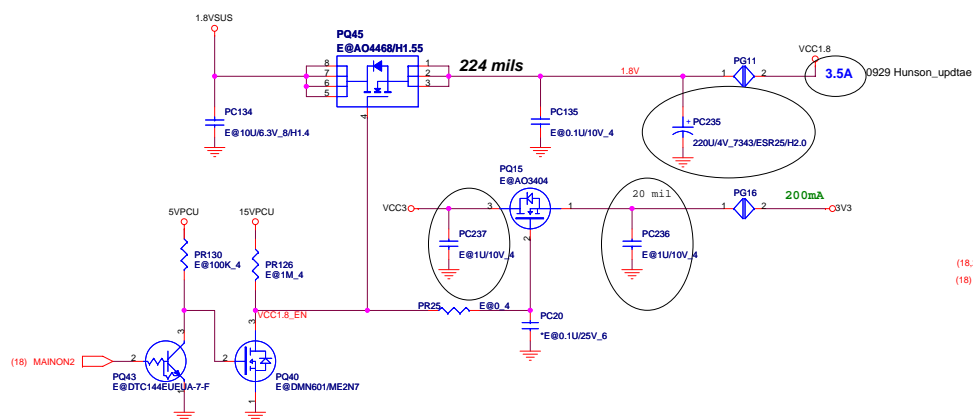 1.8VSUS
PQ45
E@AO4468/H1.55
8
7
6
5
1
2
3
4
224 mils
1.8V
PG11
1
2
VCC1.8
3.5A
0929 Hunson_updtae
PC134
E@10U/6.3V_8/H1.4
PC135
E@0.1U/10V_4
+
PC235
220U/4V_7343/ESR25/H2.0
PQ15
E@AO3404
VCC3
3
1
2
20 mil
PG16
1
2
200mA
3V3
PC237
E@1U/10V_4
PC236
E@1U/10V_4
5VPCU
15VPCU
PR130
E@100K_4
PR126
E@1M_4
(18,
(18)
VCC1.8_EN
PR25
E@0_4
PC20
*E@0.1U/25V_6
(18) MAINON2
2
3
1
PQ43
E@DTC144EUEUA-7-F
2
3
1
PQ40
E@DMN601/ME2N7